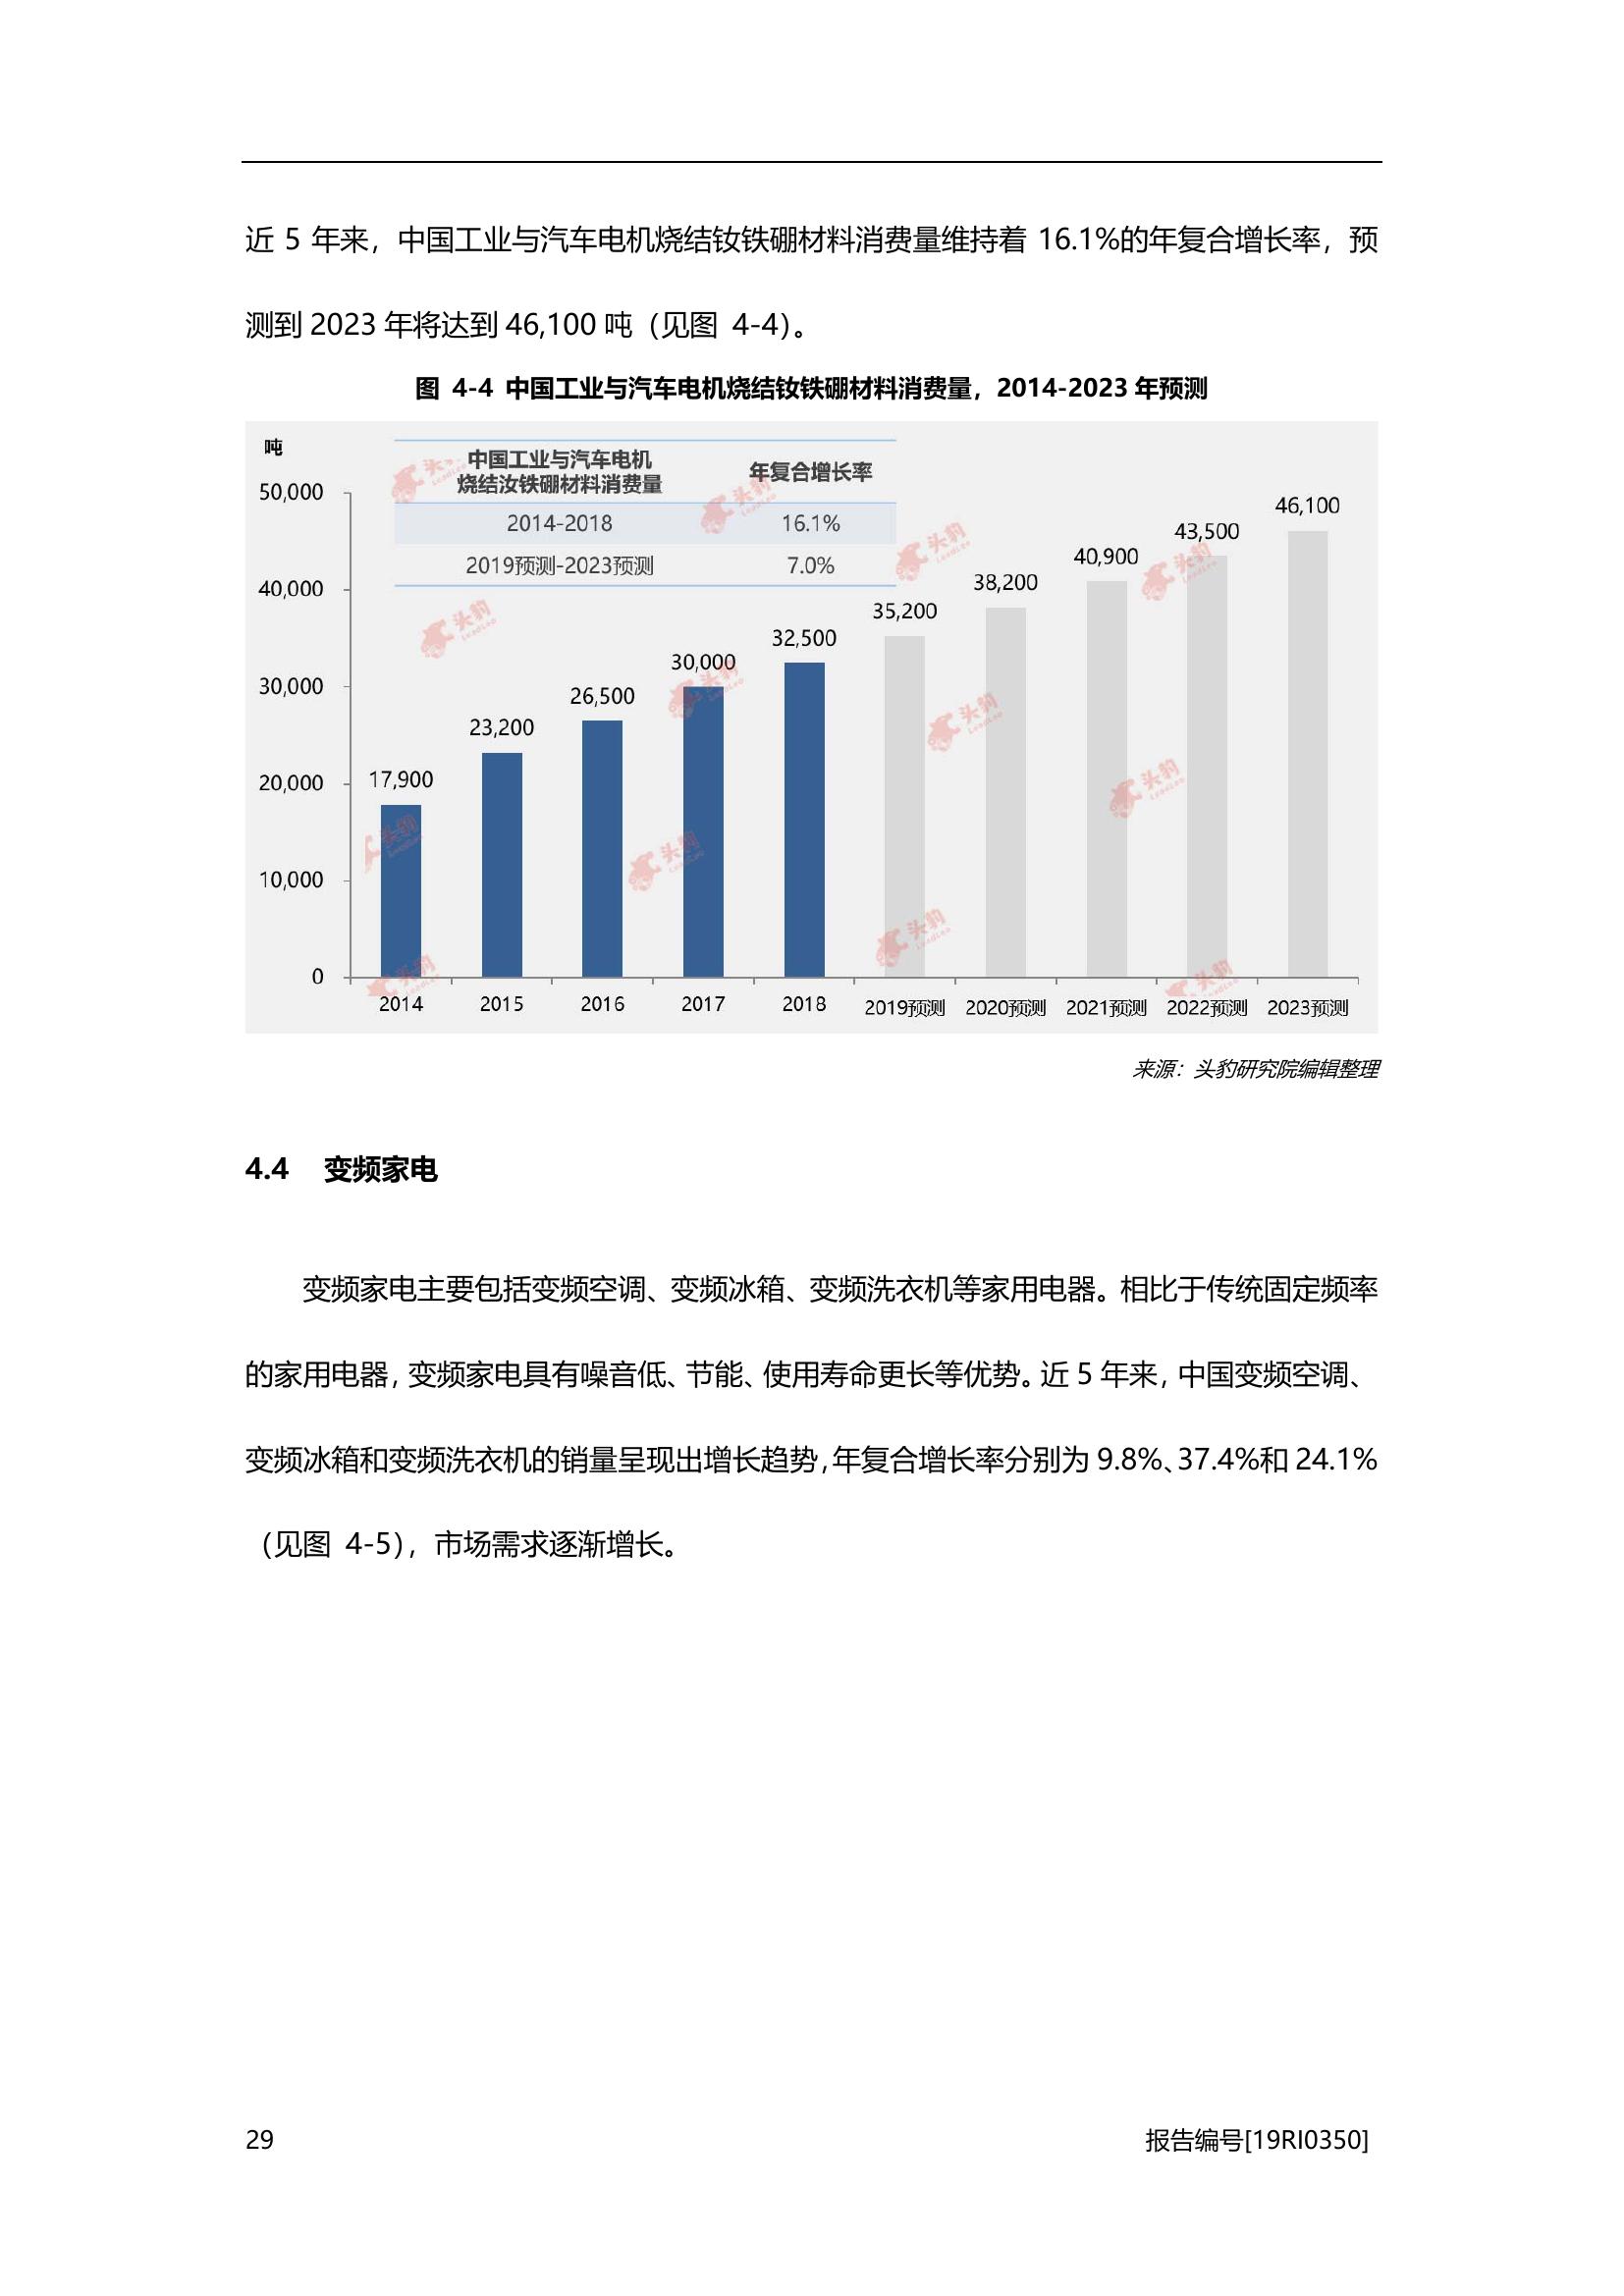 近 5 年来，中国工业与汽车电机烧结钕铁硼材料消费量维持着 16.1%的年复合增长率，预
测到 2023 年将达到 46,100 吨（见图 4-4）。
图 4-4 中国工业与汽车电机烧结钕铁硼材料消费量，2014-2023 年预测
吨
中国工业与汽车电机
烧结汝铁硼材料消费量
年复合增长率
2014-2018 16.1%
2019预测-2023预测 7.0%
50,000
40,000
30,000
20,000
10,000
0
17,900
23,200
26,500
30,000
32,500
35,200
38,200
40,900
43,500
46,100
2014 2015 2016 2017 2018 2019预测 2020预测 2021预测 2022预测 2023预测
头豹
LeadLeo
来源：头豹研究院编辑整理
4.4 变频家电
变频家电主要包括变频空调、变频冰箱、变频洗衣机等家用电器。相比于传统固定频率
的家用电器，变频家电具有噪音低、节能、使用寿命更长等优势。近 5 年来，中国变频空调、
变频冰箱和变频洗衣机的销量呈现出增长趋势，年复合增长率分别为 9.8%、37.4%和 24.1%
（见图 4-5），市场需求逐渐增长。
29 报告编号[19RI0350]